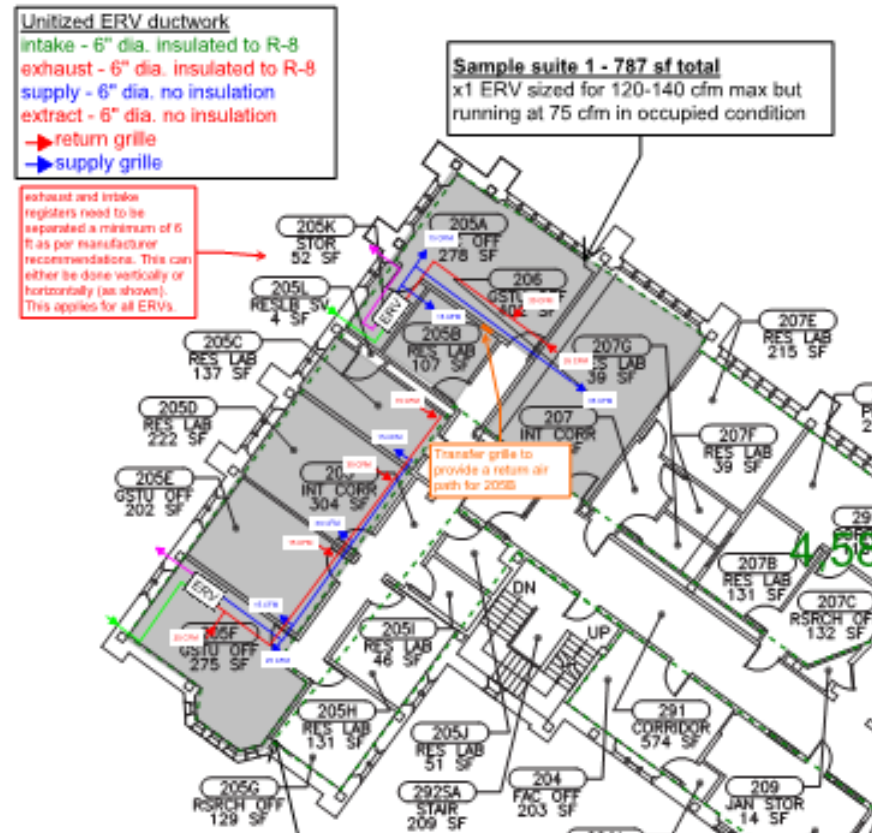 Unitized ERV ductwork
intake - 6" dia. insulated to R-8
exhaust - 6" dia. insulated to R-8
supply - 6" dia. no insulation
extract - 6" dia. no insulation
return grille
supply grille
Sample suite 1 - 787 sf total
x1 ERV sized for 120-140 cfm max but
running at 75 cfm in occupied condition
exhaust and intake
registers need to be
separated a minimum of 6
ft as per manufacturer
recommendations. This can
either be done vertically or
horizontally (as shown).
This applies for all ERVs.
205K
STOR
52 SF
205A
OFF
278 SF
206
GSTU OFF
205L
RESLB SV
4 SF
ERV
205B
RES LAB
107 SF
207G
RES LAB
39 SF
207E
RES LAB
215 SF
205C
RES LAB
137 SF
205D
RES LAB
222 SF
207
INT CORR
207F
RES LAB
39 SF
Transfer grille to
provide a return air
path for 205B
205E
GSTU OFF
202 SF
INT CORR
304 SF
4,58
207B
RES LAB
131 SF
207C
RSRCH OF
132 SF
ERV
DN
UP
205F
GSTU OFF
275 SF
205I
RES LAB
46 SF
205H
RES LAB
131 SF
205J
RES LAB
51 SF
291
CORRIDOR
574 SF
205G
RSRCH OFF
129 SF
292SA
STAIR
209 SF
204
FAC OFF
203 SF
209
JAN STOR
14 SF